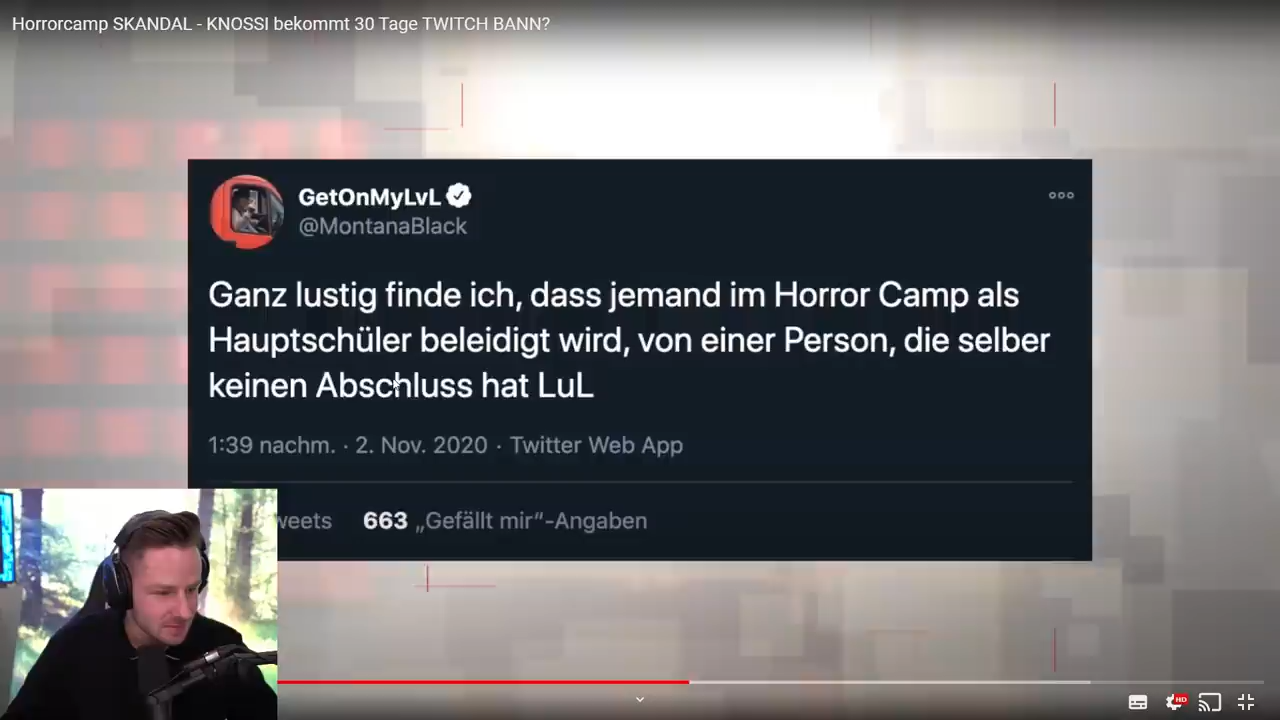 Horrorcamp SKANDAL - KNOSSI bekommt 30 Tage TWITCH BANN?
GetOnMyLvL
@MontanaBlack
Ganz lustig finde ich, dass jemand im Horror Camp als
Hauptschüler beleidigt wird, von einer Person, die selber
keinen Abschluss hat LuL
1:39 nachm. · 2. Nov. 2020 · Twitter Web App
663 „Gefällt mir“-Angaben
HD